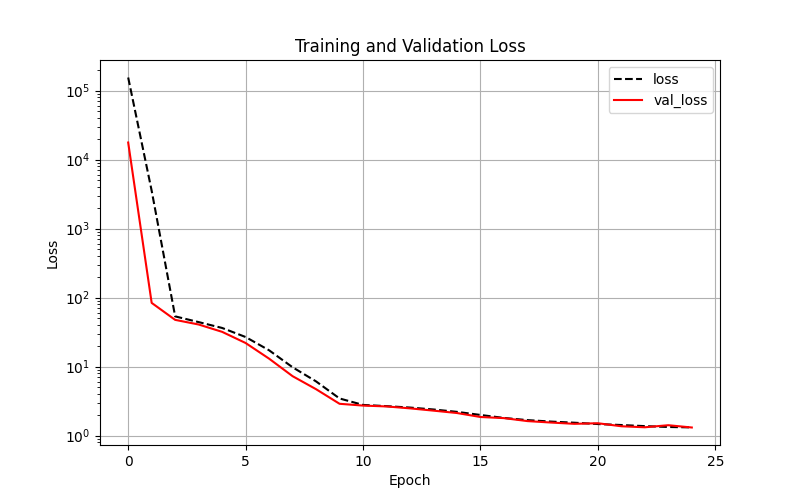 Training and Validation Loss
loss
val_loss
10⁵
10⁴
10³
10²
10¹
10⁰
Loss
0 5 10 15 20 25
Epoch